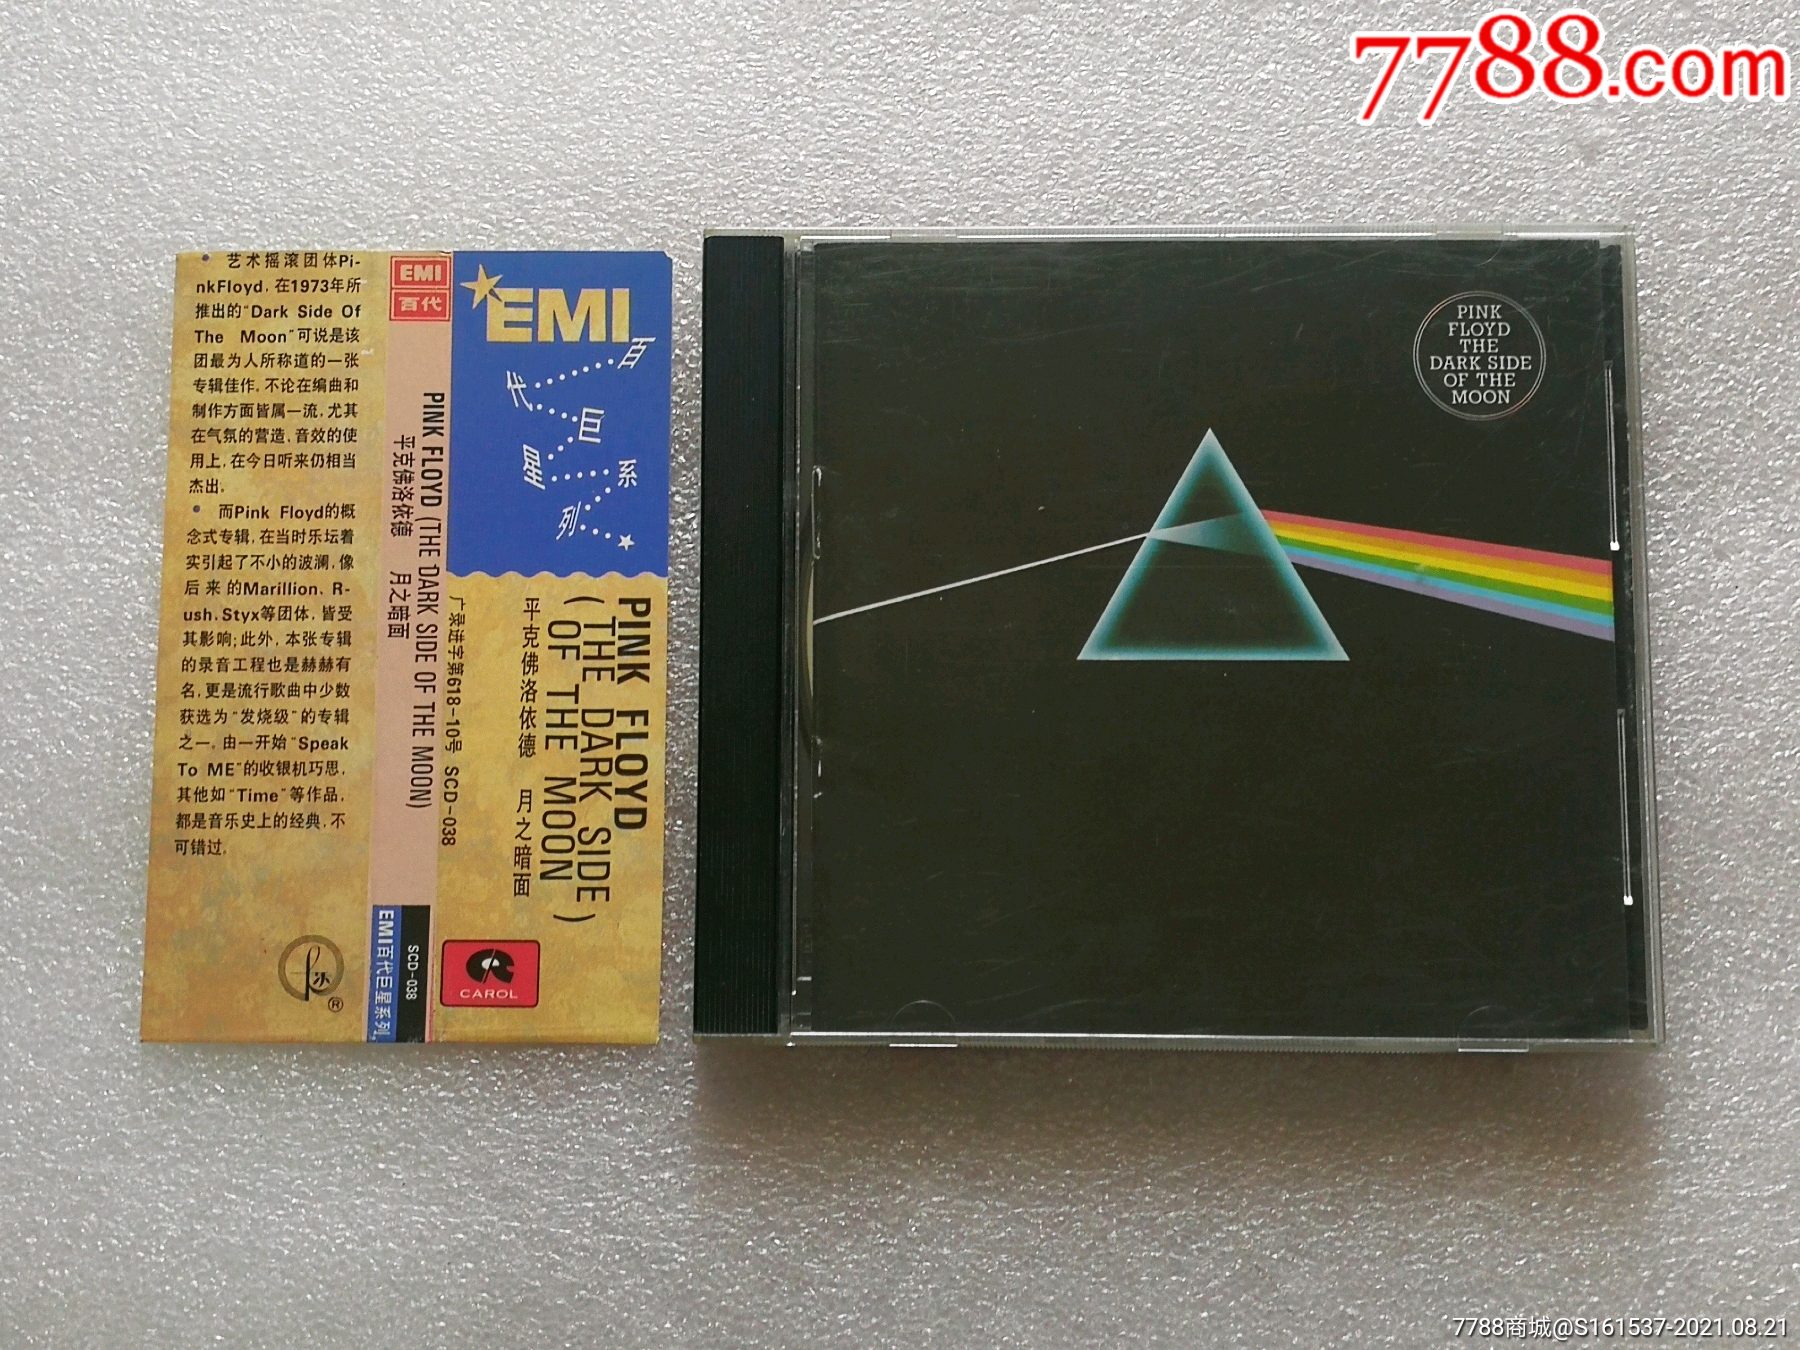 7788.com
艺术摇滚团体Pi-
nkFloyd,在1973年所
推出的"Dark Side Of
The Moon"可说是该
团最为人所称道的一张
专辑佳作,不论在编曲和
制作方面皆属一流,尤其
在气氛的营造,音效的使
用上,在今日听来仍相当
杰出。
而Pink Floyd的概
念式专辑,在当时乐坛着
实引起了不小的波澜,像
后来的Marillion、R-
ush、Styx等团体,皆受
其影响;此外,本张专辑
的录音工程也是赫赫有
名,更是流行歌曲中少数
获选为"发烧级"的专辑
之一。由一开始"Speak
To ME"的收银机巧思,
其他如"Time"等作品,
都是音乐史上的经典,不
可错过。
®
EMI
百代
PINK FLOYD (THE DARK SIDE OF THE MOON)
平克佛洛依德 月之暗面
SCD-038
EMI百代巨星系列
EMI
百代巨星系列
PINK FLOYD
(THE DARK SIDE)
(OF THE MOON)
平克佛洛依德 月之暗面
广录进字第618-10号 SCD-038
CAROL
PINK
FLOYD
THE
DARK SIDE
OF THE
MOON
7788商城@S161537-2021.08.21